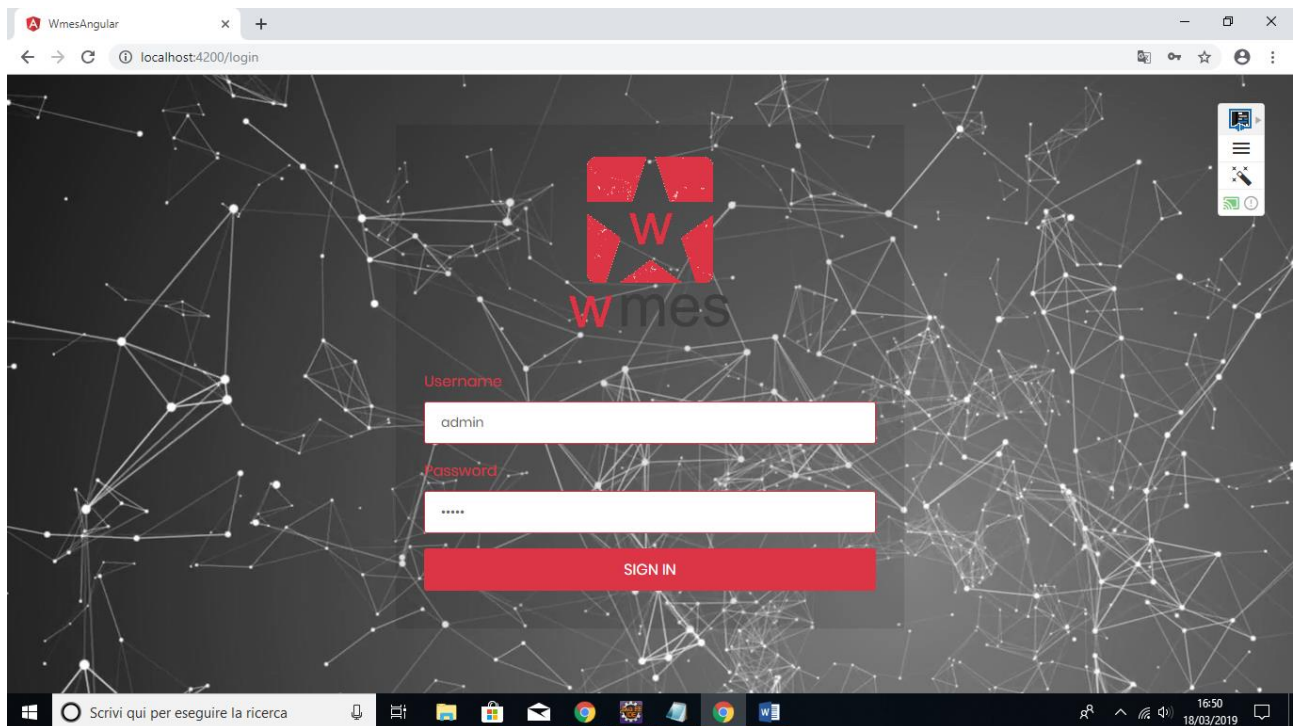 WmesAngular
localhost:4200/login
W
wmes
Username
admin
Password
•••••
SIGN IN
Scrivi qui per eseguire la ricerca
16:50
18/03/2019